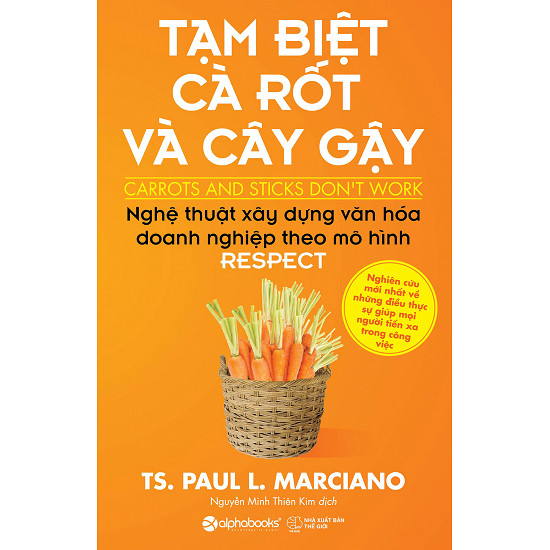 TẠM BIỆT
CÀ RỐT
VÀ CÂY GẬY
CARROTS AND STICKS DON'T WORK
Nghệ thuật xây dựng văn hóa
doanh nghiệp theo mô hình
RESPECT
Nghiên cứu
mới nhất về
những điều thực
sự giúp mọi
người tiến xa
trong công
việc
TS. PAUL L. MARCIANO
Nguyễn Minh Thiên Kim dịch
alphabooks
NHÀ XUẤT BẢN
THẾ GIỚI